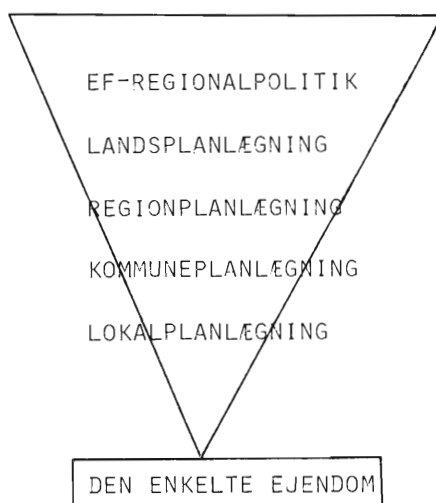 EF-REGIONALPOLITIK
LANDSPLANLÆGNING
REGIONPLANLÆGNING
KOMMUNEPLANLÆGNING
LOKALPLANLÆGNING
DEN ENKELTE EJENDOM